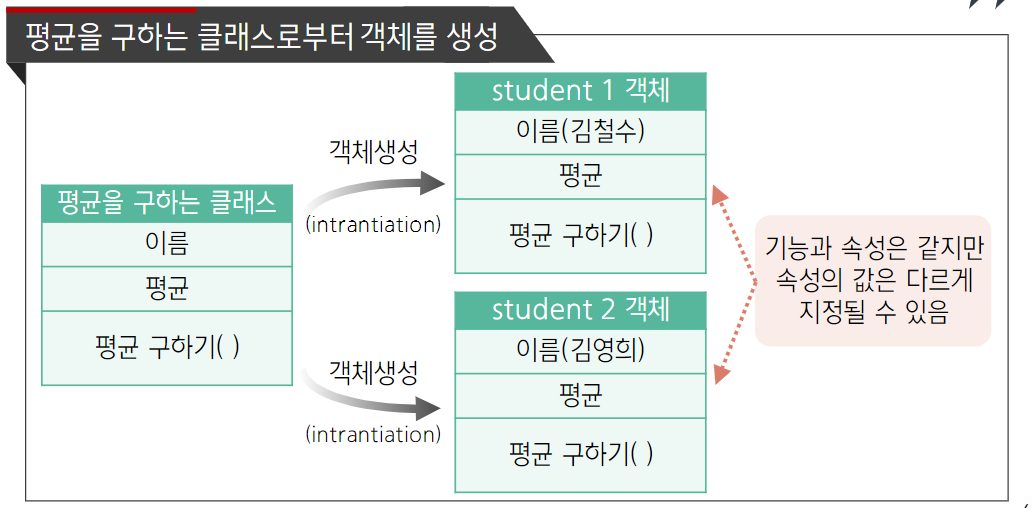 평균을 구하는 클래스로부터 객체를 생성
평균을 구하는 클래스
이름
평균
평균 구하기( )
객체생성
(intrantiation)
student 1 객체
이름(김철수)
평균
평균 구하기( )
객체생성
(intrantiation)
student 2 객체
이름(김영희)
평균
평균 구하기( )
기능과 속성은 같지만
속성의 값은 다르게
지정될 수 있음